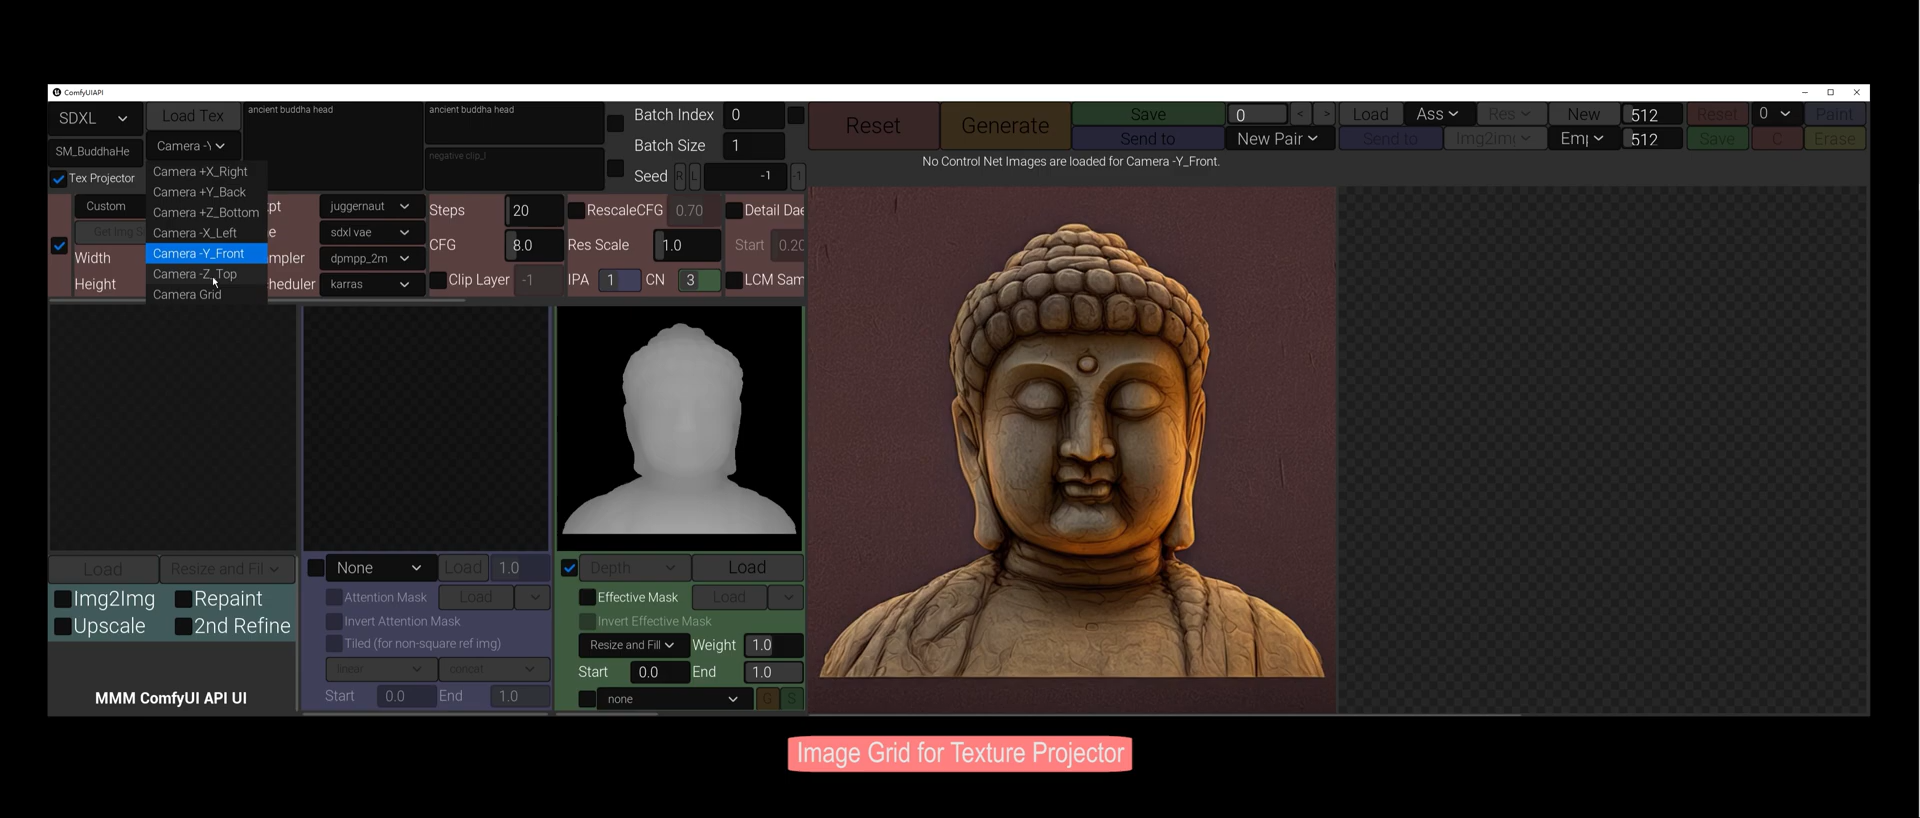 ComfyUIAPI
SDXL
Load Tex
ancient buddha head
ancient buddha head
Batch Index
0
Reset
Generate
Save
0
<
>
Load
Ass
Res
New
512
Reset
0
Paint
SM_BuddhaHe
Camera -Y
negative clip_l
Batch Size
1
Send to
New Pair
Send to
Img2Im
Emp
512
Save
C
Erase
No Control Net Images are loaded for Camera -Y_Front.
Tex Projector
Seed
R
L
-1
-1
Camera +X_Right
Camera +Y_Back
Camera +Z_Bottom
Camera -X_Left
Camera -Y_Front
Camera -Z_Top
Camera Grid
Custom
pt
juggernaut
Steps
20
RescaleCFG
0.70
Detail Dae
e
sdxl vae
CFG
8.0
Res Scale
1.0
Start
0.20
Width
mpler
dpmpp_2m
Height
heduler
karras
Clip Layer
-1
IPA
1
CN
3
LCM Sam
Load
Resize and Fil
None
Load
1.0
Depth
Load
Img2Img
Repaint
Upscale
2nd Refine
Attention Mask
Load
Invert Attention Mask
Tiled (for non-square ref img)
linear
concat
Start
0.0
End
1.0
Effective Mask
Load
Invert Effective Mask
Resize and Fill
Weight
1.0
Start
0.0
End
1.0
none
G
S
MMM ComfyUI API UI
Image Grid for Texture Projector